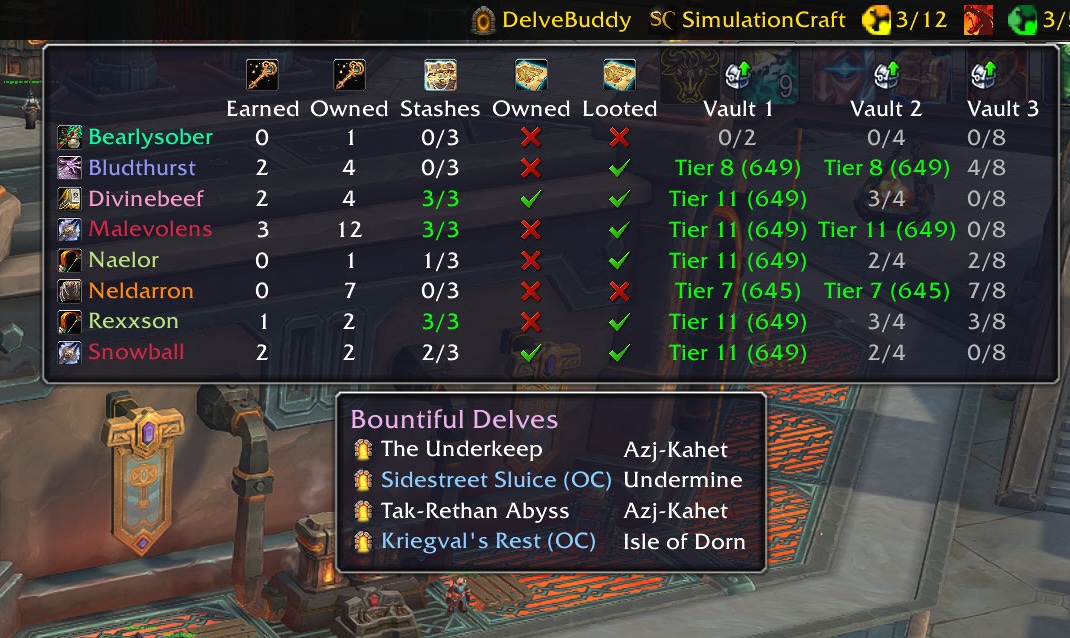 DelveBuddy SC SimulationCraft 3/12 3/
Earned Owned Stashes Owned Looted Vault 1 Vault 2 Vault 3
Bearlysober 0 1 0/3 0/2 0/4 0/8
Bludthurst 2 4 0/3 Tier 8 (649) Tier 8 (649) 4/8
Divinebeef 2 4 3/3 Tier 11 (649) 3/4 0/8
Malevolens 3 12 3/3 Tier 11 (649) Tier 11 (649) 0/8
Naelor 0 1 1/3 Tier 11 (649) 2/4 2/8
Neldarron 0 7 0/3 Tier 7 (645) Tier 7 (645) 7/8
Rexxson 1 2 3/3 Tier 11 (649) 3/4 3/8
Snowball 2 2 2/3 Tier 11 (649) 2/4 0/8
Bountiful Delves
The Underkeep Azj-Kahet
Sidestreet Sluice (OC) Undermine
Tak-Rethan Abyss Azj-Kahet
Kriegval's Rest (OC) Isle of Dorn